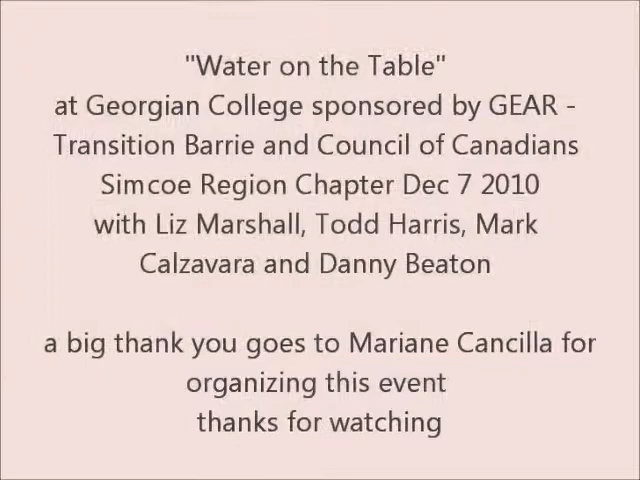 "Water on the Table"
at Georgian College sponsored by GEAR -
Transition Barrie and Council of Canadians
Simcoe Region Chapter Dec 7 2010
with Liz Marshall, Todd Harris, Mark
Calzavara and Danny Beaton
a big thank you goes to Mariane Cancilla for
organizing this event
thanks for watching